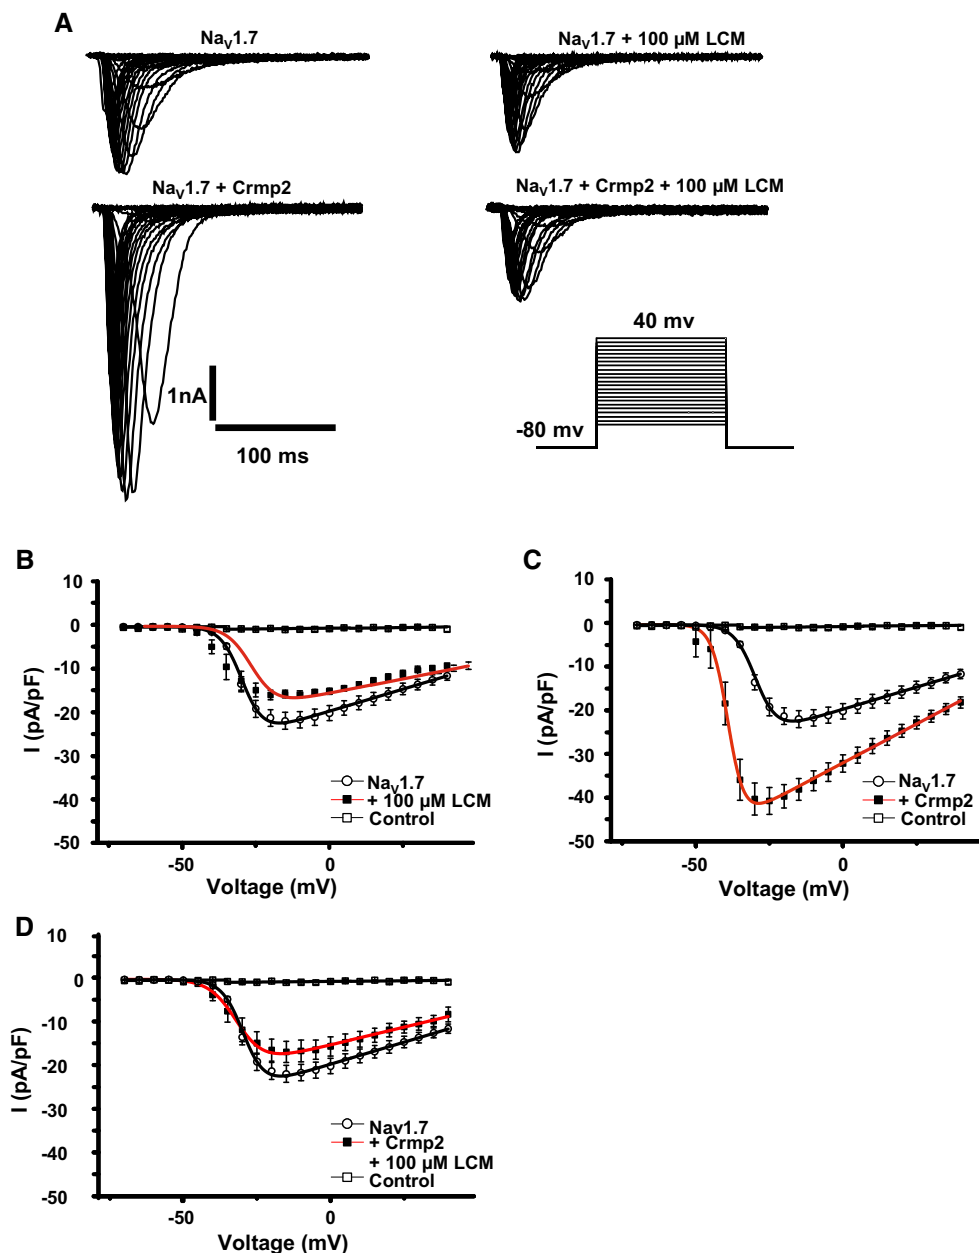 A
NaV1.7
NaV1.7 + 100 µM LCM
NaV1.7 + Crmp2
NaV1.7 + Crmp2 + 100 µM LCM
1nA
100 ms
40 mv
-80 mv
B
10
0
-10
-20
-30
-40
-50
I (pA/pF)
-50
0
Voltage (mV)
NaV1.7
+ 100 µM LCM
Control
C
10
0
-10
-20
-30
-40
-50
I (pA/pF)
-50
0
Voltage (mV)
NaV1.7
+ Crmp2
Control
D
10
0
-10
-20
-30
-40
-50
I (pA/pF)
-50
0
Voltage (mV)
Nav1.7
+ Crmp2
+ 100 µM LCM
Control